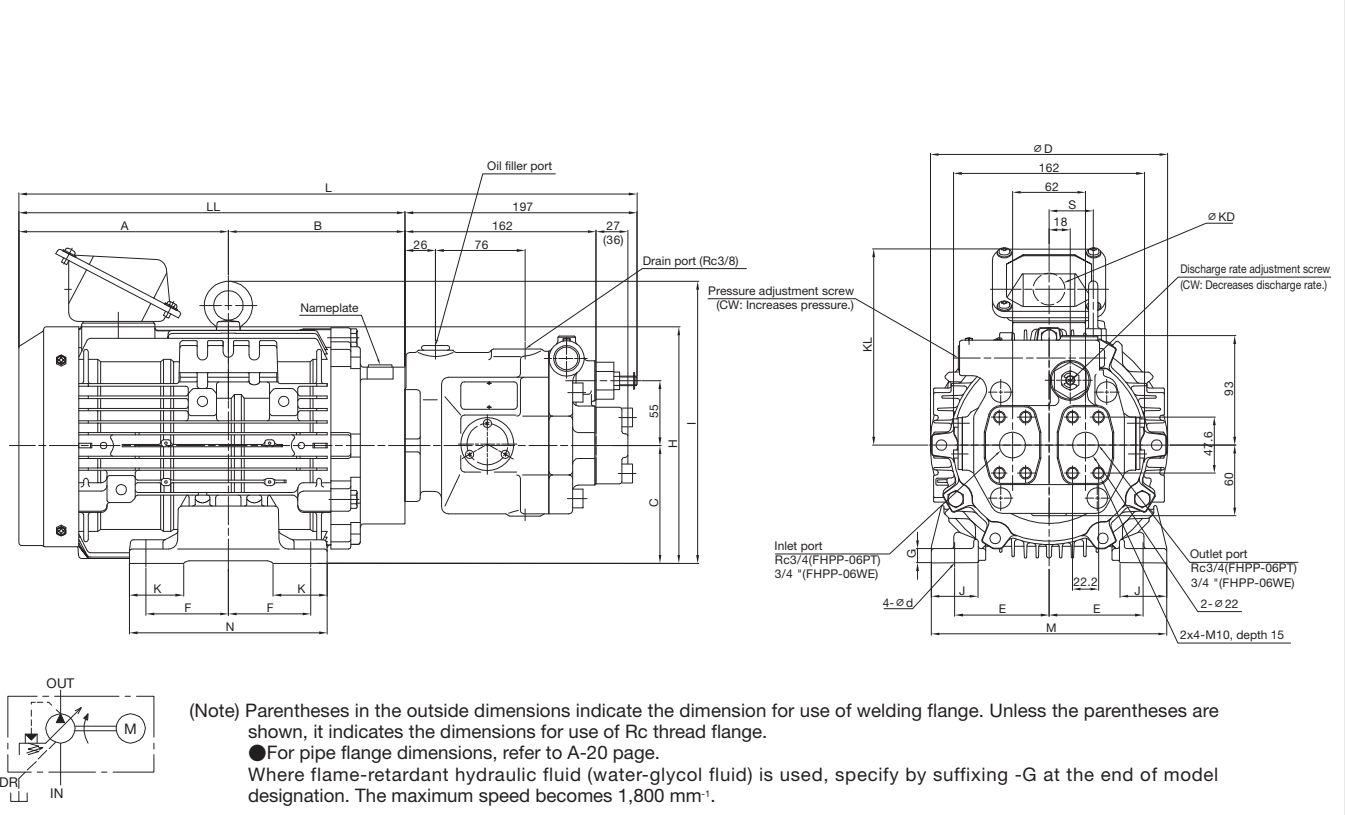 Oil filler port
L
LL
197
A
B
162
27
(36)
26
76
Drain port (Rc3/8)
Nameplate
55
H
I
C
K
K
F
F
N
⌀D
162
62
S
18
⌀KD
Discharge rate adjustment screw
(CW: Decreases discharge rate.)
Pressure adjustment screw
(CW: Increases pressure.)
KL
93
47.6
60
G
Inlet port
Rc3/4(FHPP-06PT)
3/4 "(FHPP-06WE)
Outlet port
Rc3/4(FHPP-06PT)
3/4 "(FHPP-06WE)
22.2
J
J
4-⌀d
E
E
2-⌀22
M
2x4-M10, depth 15
OUT
M
DR
IN
(Note) Parentheses in the outside dimensions indicate the dimension for use of welding flange. Unless the parentheses are
shown, it indicates the dimensions for use of Rc thread flange.
●For pipe flange dimensions, refer to A-20 page.
Where flame-retardant hydraulic fluid (water-glycol fluid) is used, specify by suffixing -G at the end of model
designation. The maximum speed becomes 1,800 mm⁻¹.